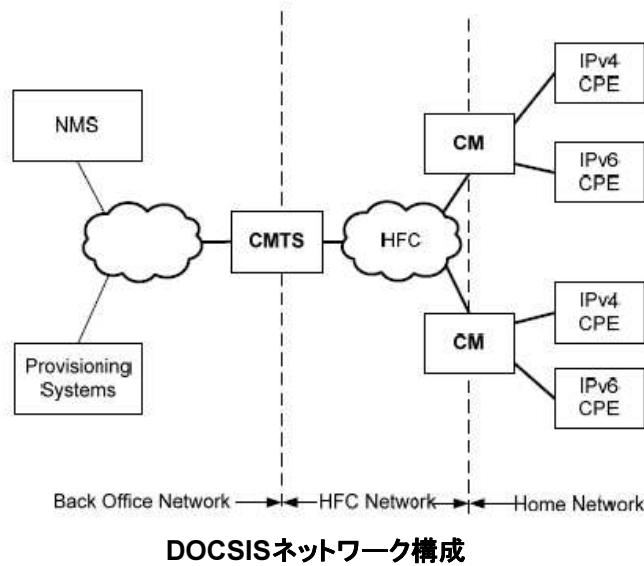 NMS
Provisioning
Systems
CMTS
HFC
CM
CM
IPv4
CPE
IPv6
CPE
IPv4
CPE
IPv6
CPE
Back Office Network
HFC Network
Home Network
DOCSISネットワーク構成